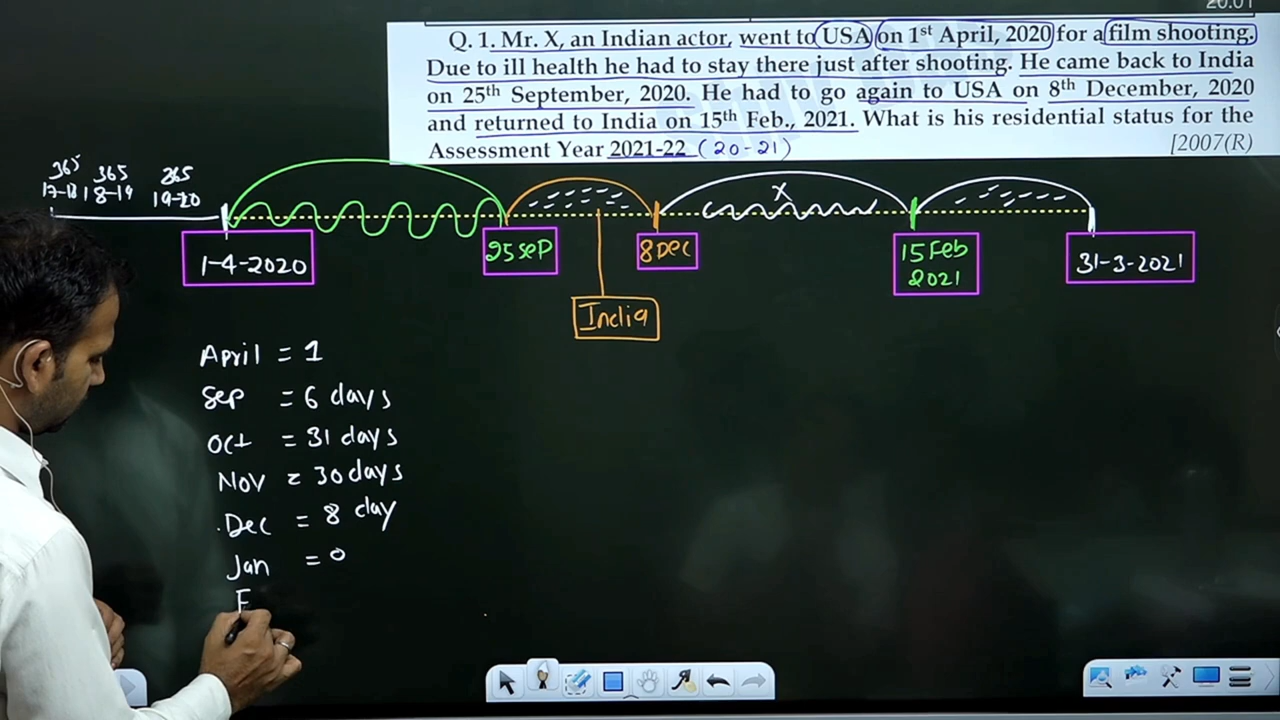 20:01
Q. 1. Mr. X, an Indian actor, went to USA on 1st April, 2020 for a film shooting.
Due to ill health he had to stay there just after shooting. He came back to India
on 25th September, 2020. He had to go again to USA on 8th December, 2020
and returned to India on 15th Feb., 2021. What is his residential status for the
Assessment Year 2021-22 (20-21) [2007(R)
365 365 265
17-18 18-19 19-20
X
1-4-2020
25 Sep
8 Dec
15 Feb
2021
31-3-2021
India
April = 1
Sep = 6 days
Oct = 31 days
Nov = 30 days
Dec = 8 day
Jan = 0
F